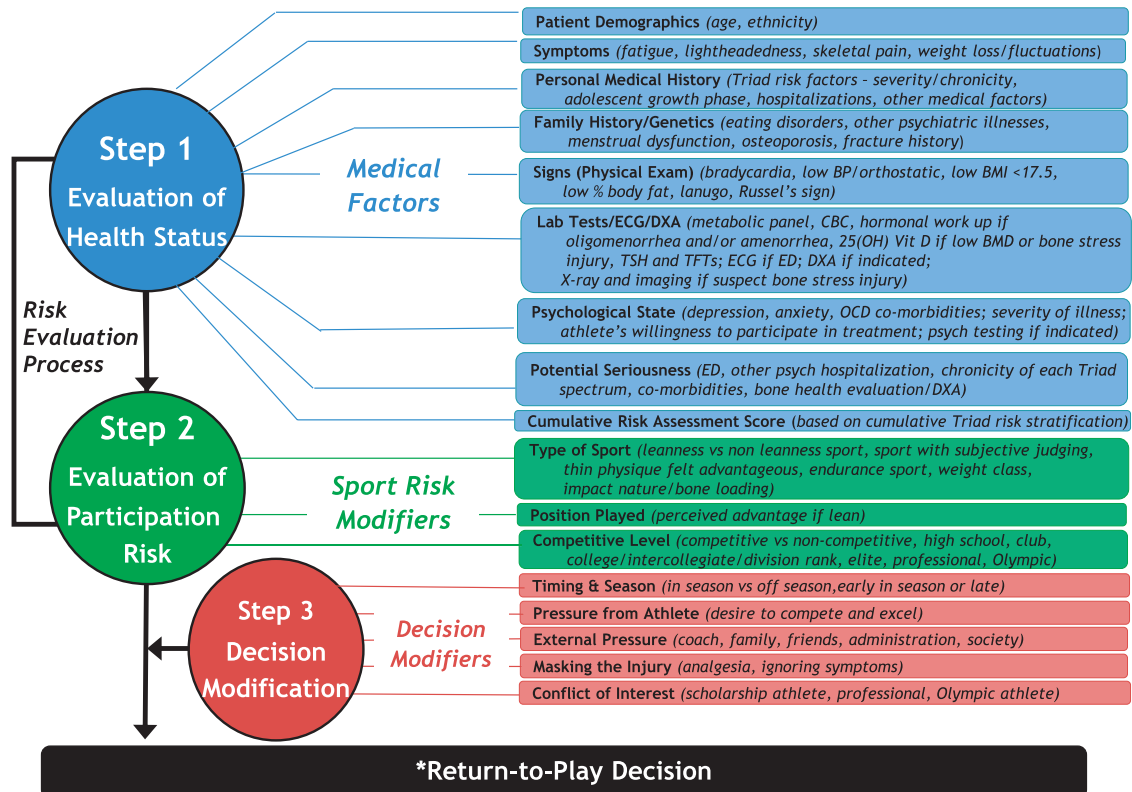 Step 1
Evaluation of
Health Status
Risk
Evaluation
Process
Medical
Factors
Patient Demographics (age, ethnicity)
Symptoms (fatigue, lightheadedness, skeletal pain, weight loss/fluctuations)
Personal Medical History (Triad risk factors – severity/chronicity,
adolescent growth phase, hospitalizations, other medical factors)
Family History/Genetics (eating disorders, other psychiatric illnesses,
menstrual dysfunction, osteoporosis, fracture history)
Signs (Physical Exam) (bradycardia, low BP/orthostatic, low BMI <17.5,
low % body fat, lanugo, Russel's sign)
Lab Tests/ECG/DXA (metabolic panel, CBC, hormonal work up if
oligomenorrhea and/or amenorrhea, 25(OH) Vit D if low BMD or bone stress
injury, TSH and TFTs; ECG if ED; DXA if indicated;
X-ray and imaging if suspect bone stress injury)
Psychological State (depression, anxiety, OCD co-morbidities; severity of illness;
athlete's willingness to participate in treatment; psych testing if indicated)
Potential Seriousness (ED, other psych hospitalization, chronicity of each Triad
spectrum, co-morbidities, bone health evaluation/DXA)
Cumulative Risk Assessment Score (based on cumulative Triad risk stratification)
Step 2
Evaluation of
Participation
Risk
Sport Risk
Modifiers
Type of Sport (leanness vs non leanness sport, sport with subjective judging,
thin physique felt advantageous, endurance sport, weight class,
impact nature/bone loading)
Position Played (perceived advantage if lean)
Competitive Level (competitive vs non-competitive, high school, club,
college/intercollegiate/division rank, elite, professional, Olympic)
Step 3
Decision
Modification
Decision
Modifiers
Timing & Season (in season vs off season,early in season or late)
Pressure from Athlete (desire to compete and excel)
External Pressure (coach, family, friends, administration, society)
Masking the Injury (analgesia, ignoring symptoms)
Conflict of Interest (scholarship athlete, professional, Olympic athlete)
*Return-to-Play Decision